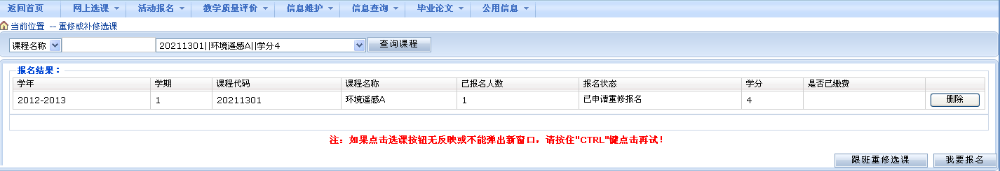 返回首页 网上选课 活动报名 教学质量评价 信息维护 信息查询 毕业论文 公用信息
当前位置 -- 重修或补修选课
课程名称 20211301||环境遥感A||学分4 查询课程
报名结果：
学年 学期 课程代码 课程名称 已报名人数 报名状态 学分 是否已缴费
2012-2013 1 20211301 环境遥感A 1 已申请重修报名 4 删除
注：如果点击选课按钮无反映或不能弹出新窗口，请按住"CTRL"键点击再试！
跟班重修选课 我要报名